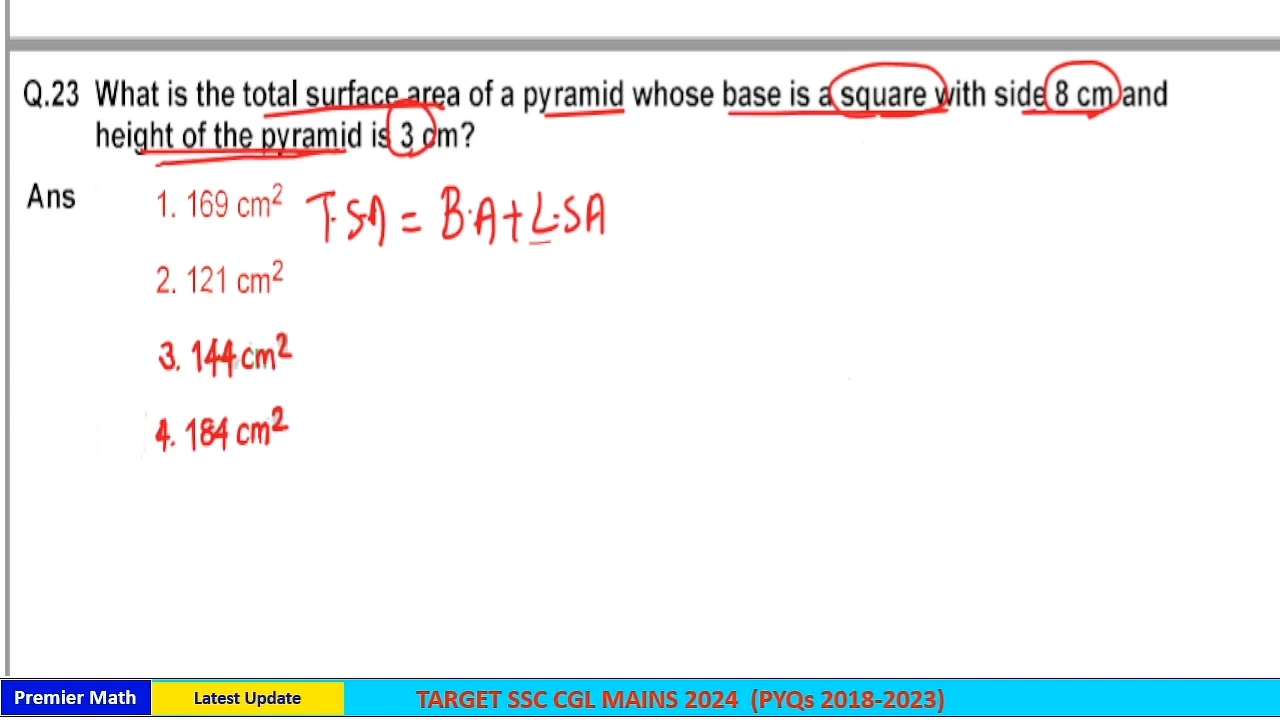 Q.23 What is the total surface area of a pyramid whose base is a square with side 8 cm and
height of the pyramid is 3 cm?
Ans
1. 169 cm²
T.S.A = B.A + L.SA
2. 121 cm²
3. 144 cm²
4. 184 cm²
Premier Math
Latest Update
TARGET SSC CGL MAINS 2024 (PYQs 2018-2023)